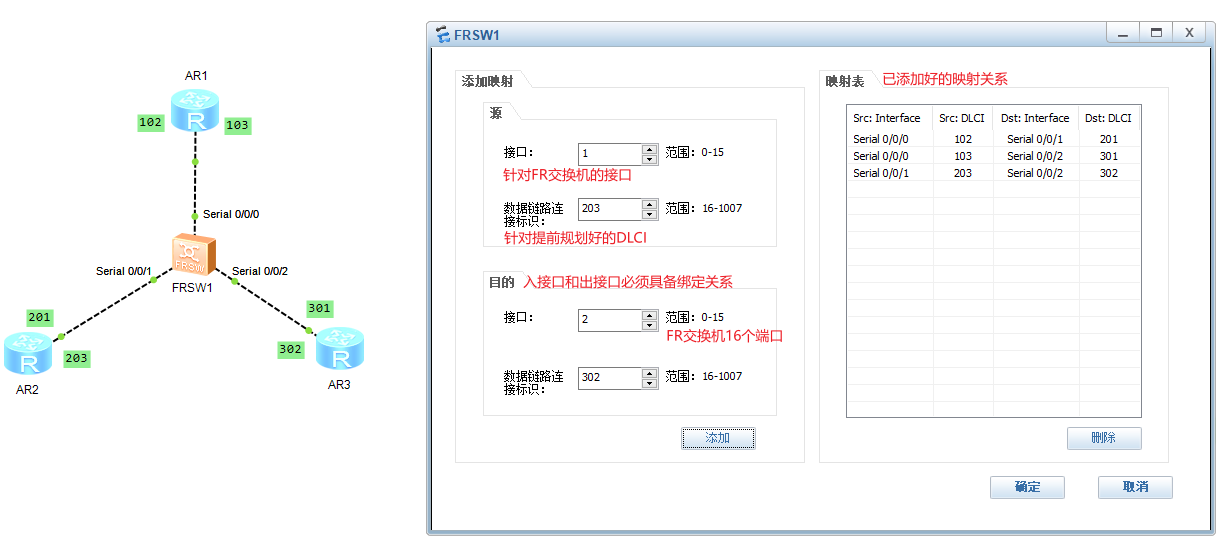 AR1
102
103
Serial 0/0/0
Serial 0/0/1
Serial 0/0/2
FRSW
FRSW1
201
203
AR2
301
302
AR3
FRSW1
添加映射
源
接口：
1
范围：0-15
针对FR交换机的接口
数据链路连
接标识：
203
范围：16-1007
针对提前规划好的DLCI
目的
入接口和出接口必须具备绑定关系
接口：
2
范围：0-15
FR交换机16个端口
数据链路连
接标识：
302
范围：16-1007
添加
映射表
已添加好的映射关系
Src: Interface Src: DLCI Dst: Interface Dst: DLCI
Serial 0/0/0 102 Serial 0/0/1 201
Serial 0/0/0 103 Serial 0/0/2 301
Serial 0/0/1 203 Serial 0/0/2 302
删除
确定
取消